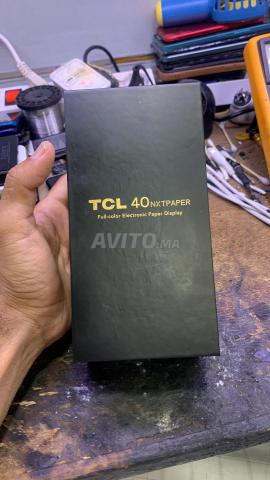 TCL 40 NXTPAPER
Full-color Electronic Paper Display
AVITO.MA